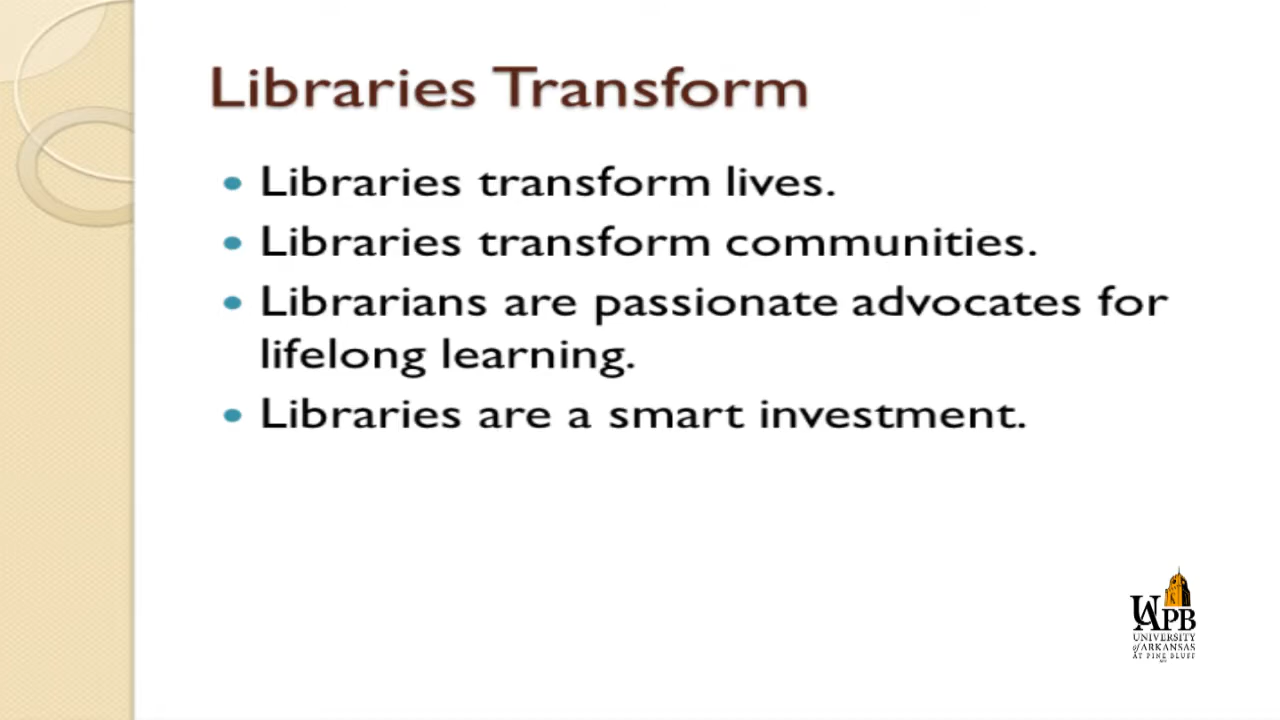 Libraries Transform
Libraries transform lives.
Libraries transform communities.
Librarians are passionate advocates for
lifelong learning.
Libraries are a smart investment.
UAPB
UNIVERSITY
of ARKANSAS
AT PINE BLUFF